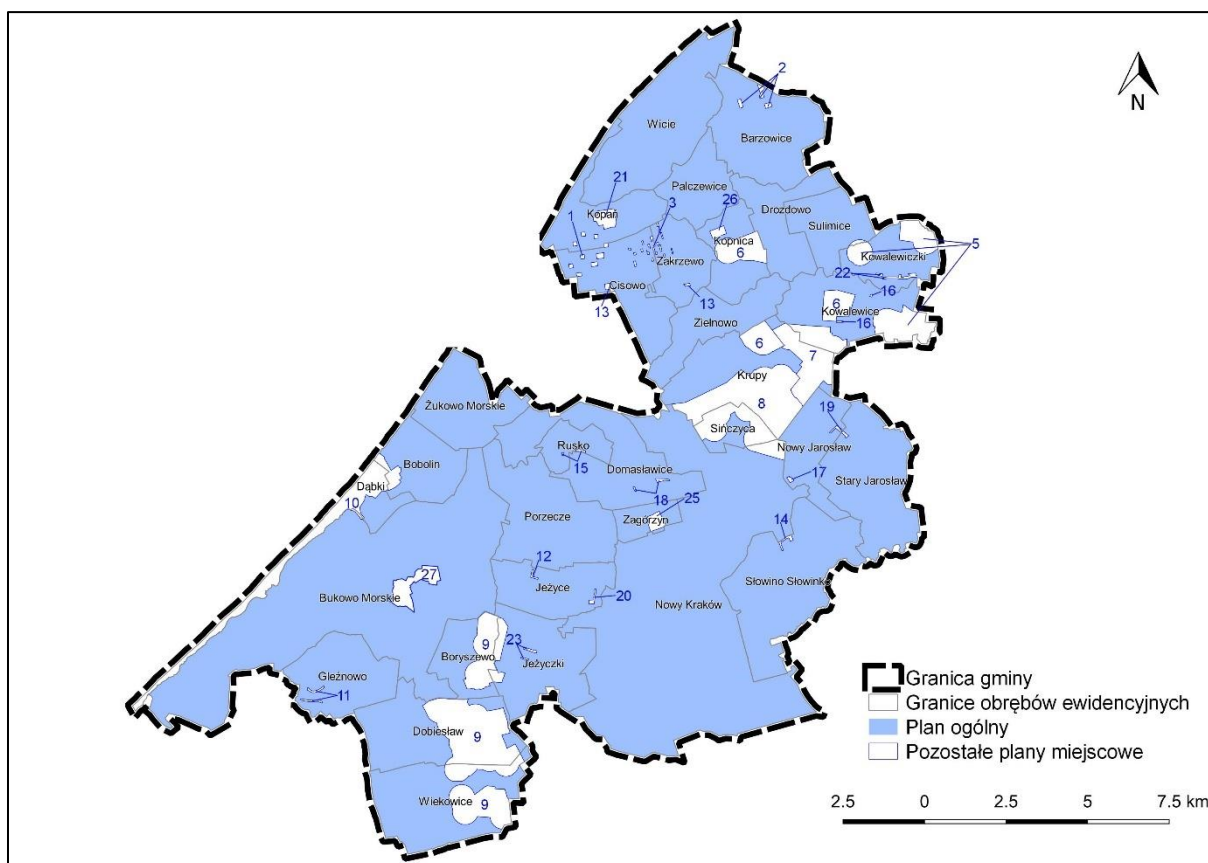 N
2
Wicie
Barzowice
21
Palczewice
26
3
1
Kopań
Drozdowo
Sulimice
Kopnica
6
5
Zakrzewo
Kowalewiczki
22
Cisowo
13
13
16
6
Kowalewice
16
Zielnowo
6
7
Krupy
8
19
Żukowo Morskie
Sińczyca
Rusko
Nowy Jarosław
15
Bobolin
Domasławice
17
Stary Jarosław
Dąbki
10
18
25
Porzecze
Zagórzyn
14
12
27
Jeżyce
Słowino Słowinko
Bukowo Morskie
20
Nowy Kraków
9
23
Boryszewo
Jeżyczki
Gleźnowo
11
Dobiesław
9
Wiekowice
9
Granica gminy
Granice obrębów ewidencyjnych
Plan ogólny
Pozostałe plany miejscowe
2.5 0 2.5 5 7.5 km